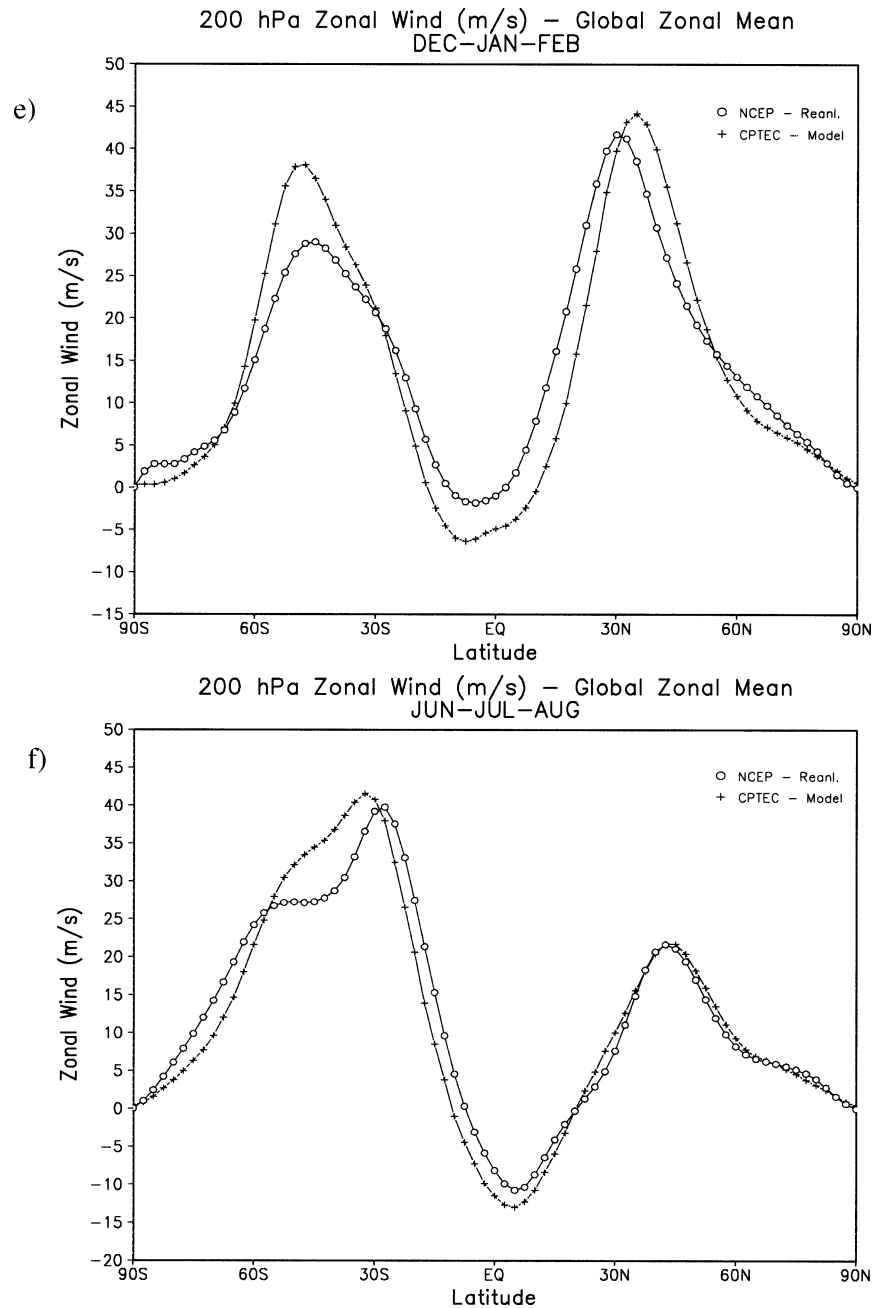 200 hPa Zonal Wind (m/s) – Global Zonal Mean
DEC–JAN–FEB
e)
50
45
40
35
30
25
20
15
10
5
0
−5
−10
−15
Zonal Wind (m/s)
NCEP – Reanl.
CPTEC – Model
90S 60S 30S EQ 30N 60N 90N
Latitude
200 hPa Zonal Wind (m/s) – Global Zonal Mean
JUN–JUL–AUG
f)
50
45
40
35
30
25
20
15
10
5
0
−5
−10
−15
−20
Zonal Wind (m/s)
NCEP – Reanl.
CPTEC – Model
90S 60S 30S EQ 30N 60N 90N
Latitude